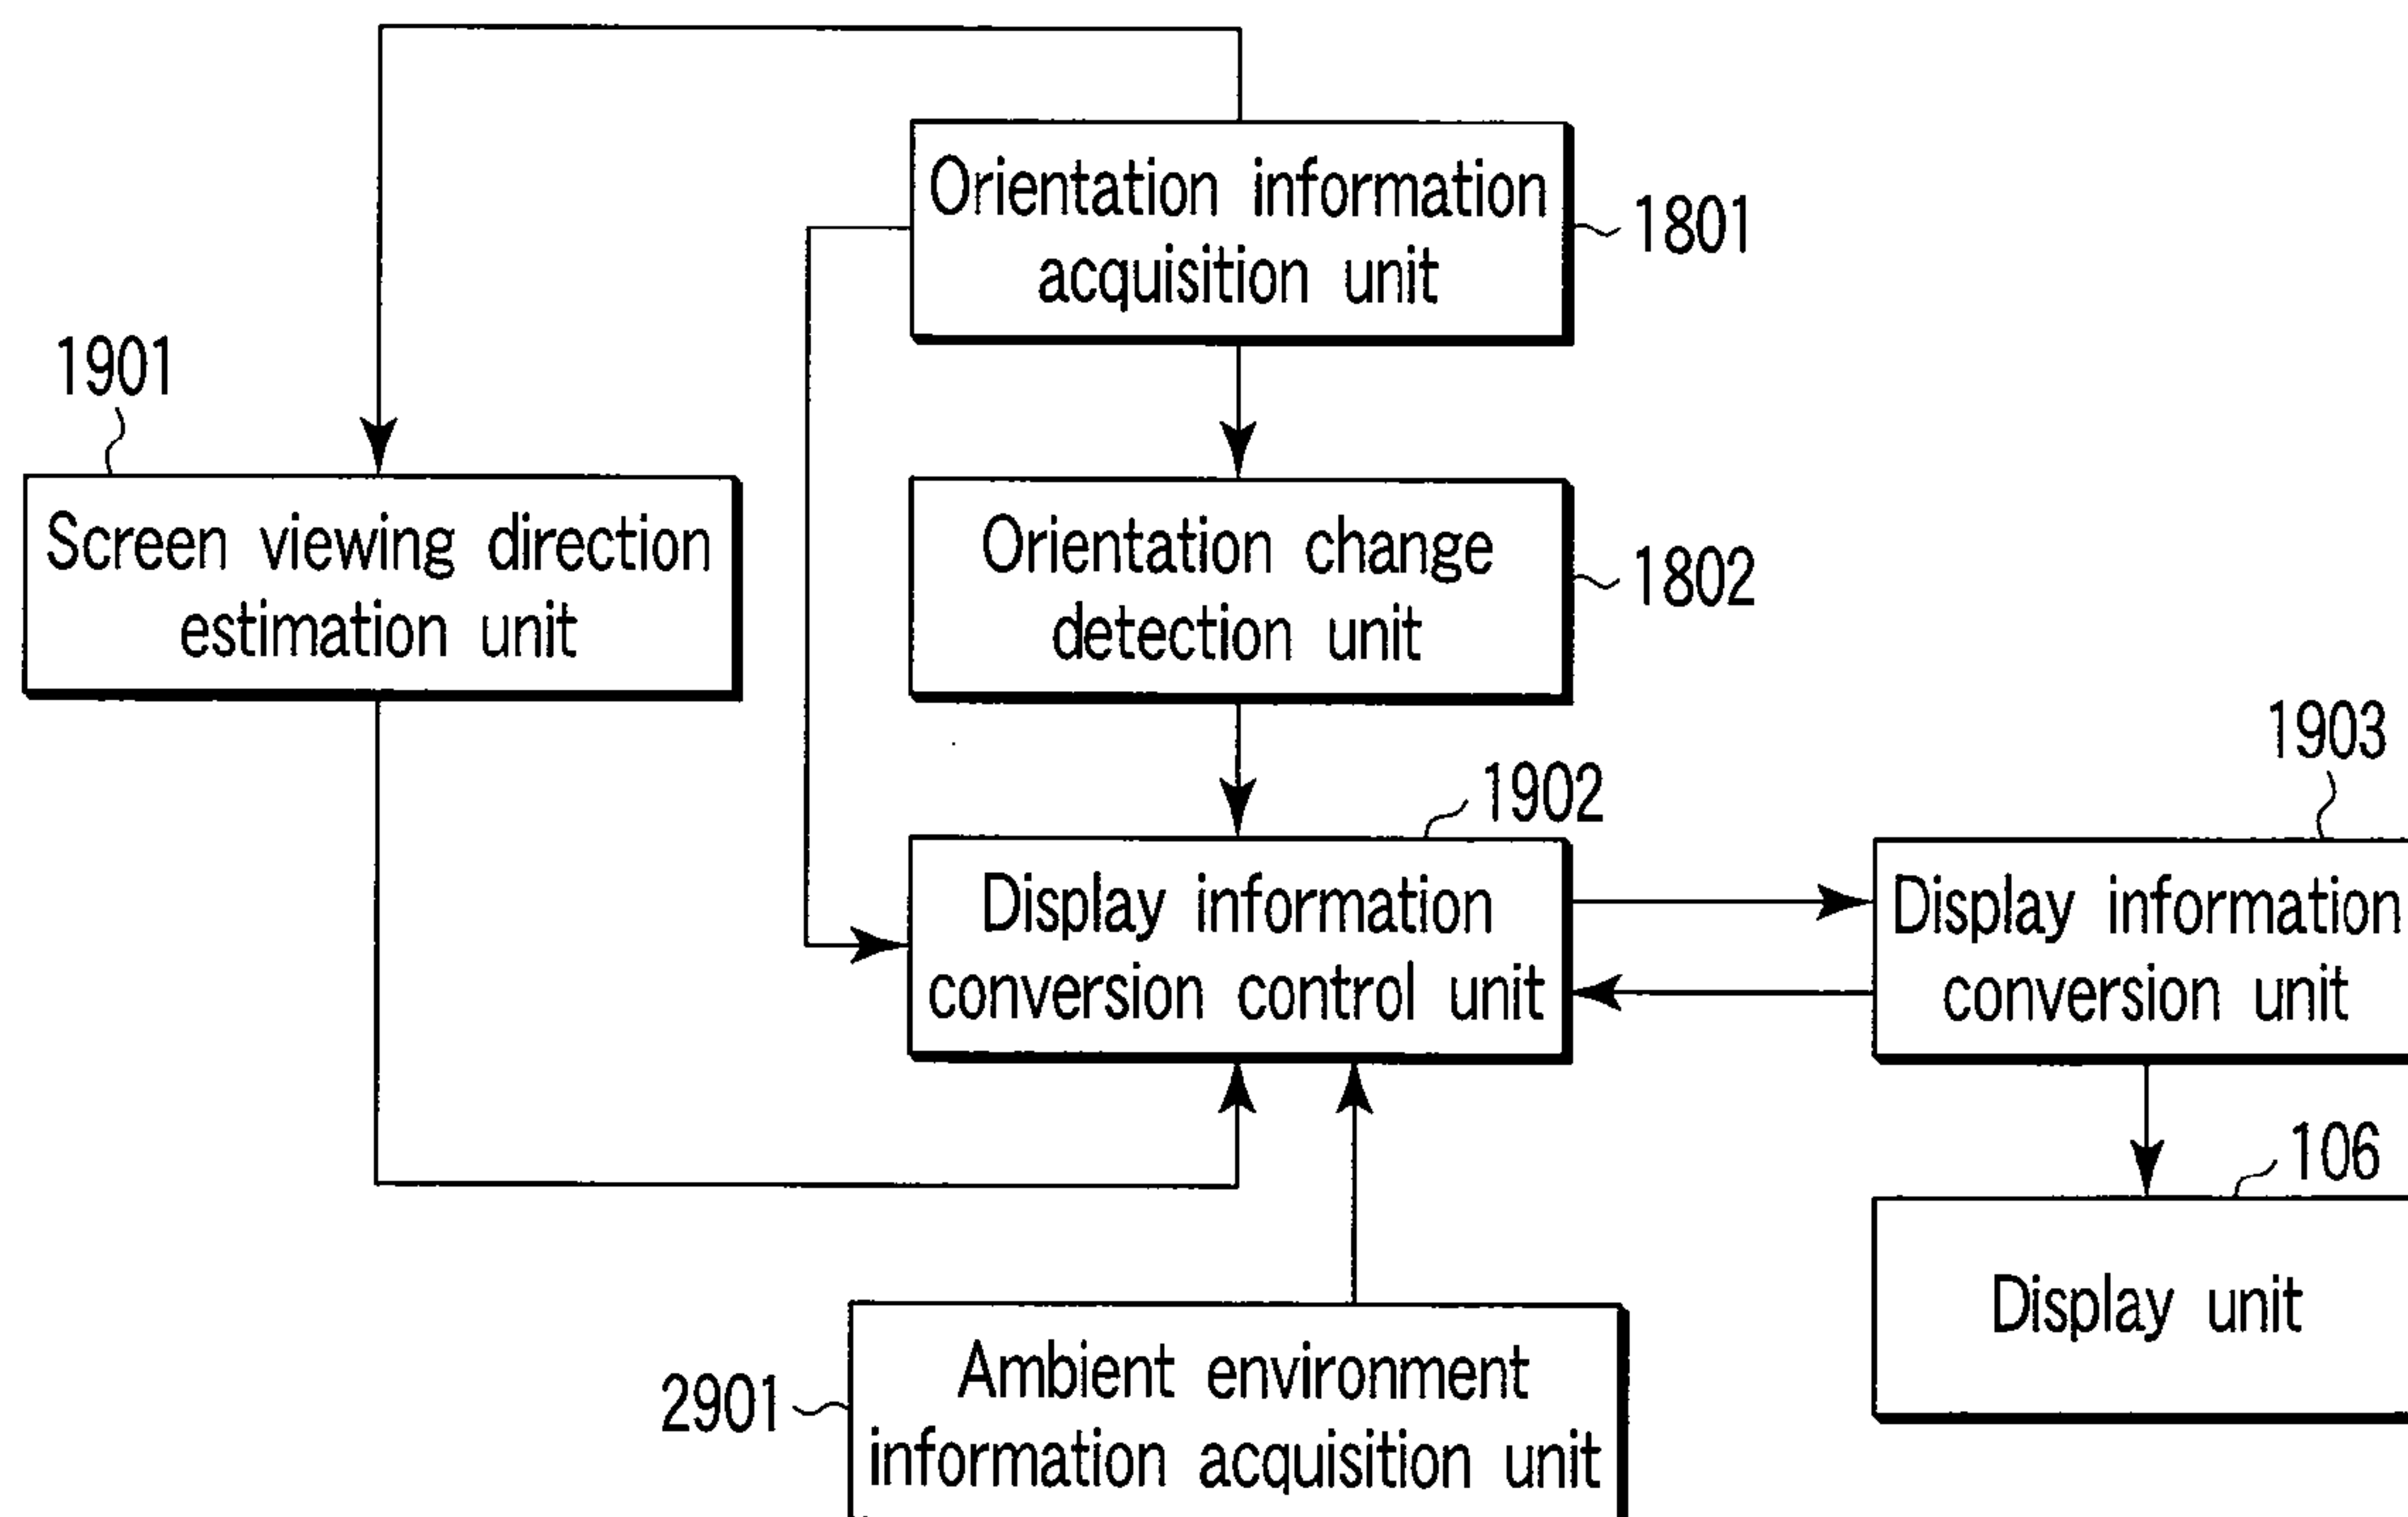 Orientation information
acquisition unit
1801
1901
Screen viewing direction
estimation unit
Orientation change
detection unit
1802
1902
Display information
conversion control unit
1903
Display information
conversion unit
106
Display unit
2901
Ambient environment
information acquisition unit